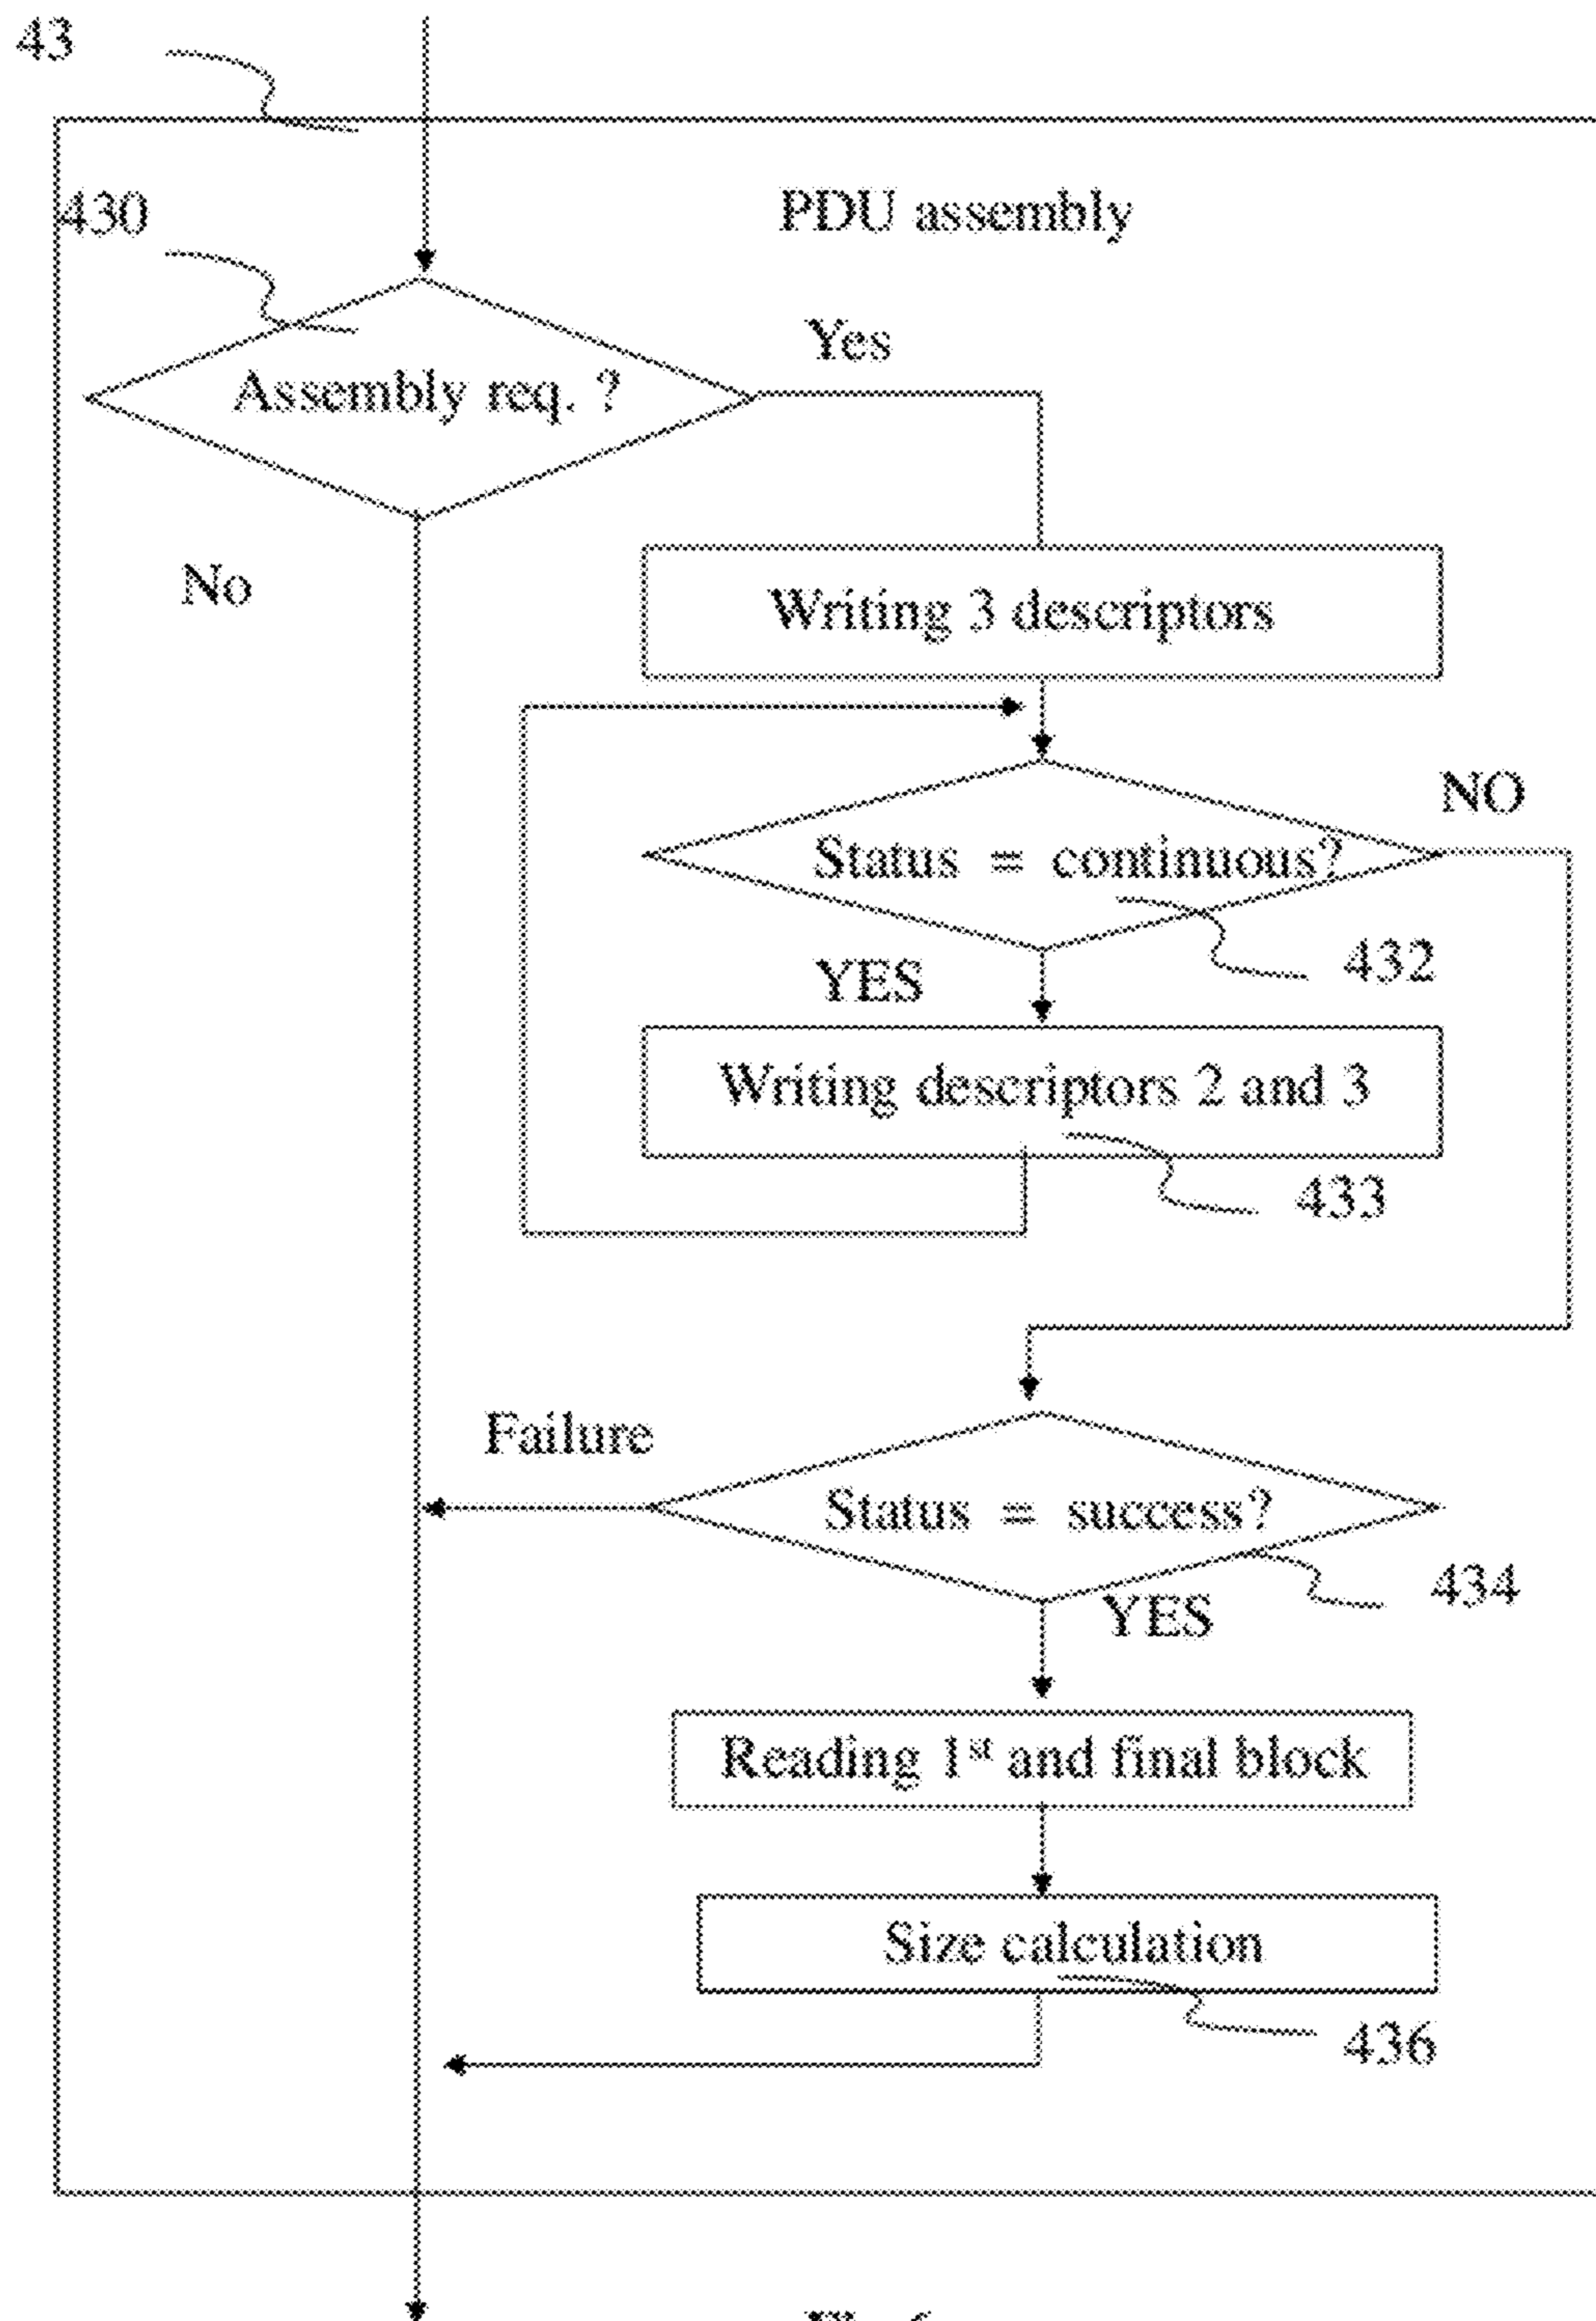 43
430
PDU assembly
Yes
Assembly req. ?
No
Writing 3 descriptors
NO
Status = continuous?
432
YES
Writing descriptors 2 and 3
433
Failure
Status = success?
434
YES
Reading 1st and final block
Size calculation
436